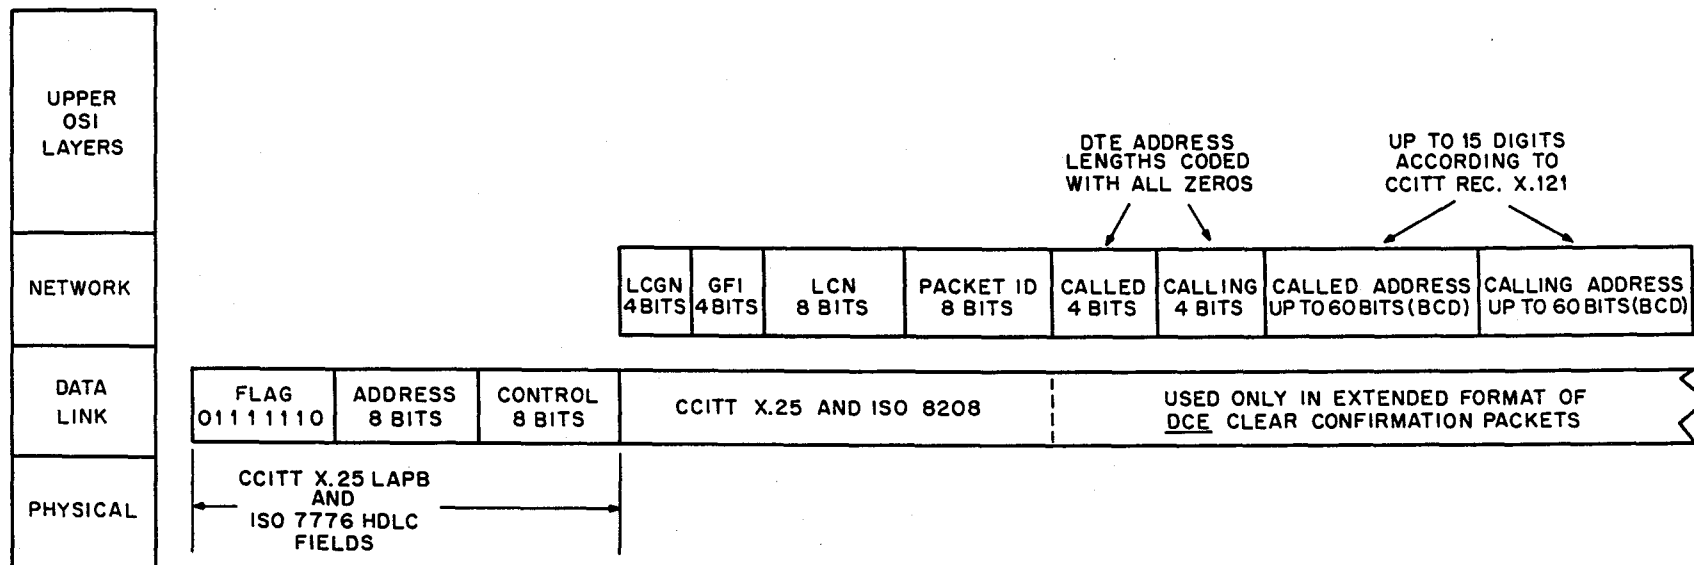 UPPER
OSI
LAYERS
DTE ADDRESS
LENGTHS CODED
WITH ALL ZEROS
UP TO 15 DIGITS
ACCORDING TO
CCITT REC. X.121
NETWORK
LCGN
4 BITS
GFI
4 BITS
LCN
8 BITS
PACKET ID
8 BITS
CALLED
4 BITS
CALLING
4 BITS
CALLED ADDRESS
UP TO 60 BITS (BCD)
CALLING ADDRESS
UP TO 60 BITS (BCD)
DATA
LINK
FLAG
01111110
ADDRESS
8 BITS
CONTROL
8 BITS
CCITT X.25 AND ISO 8208
USED ONLY IN EXTENDED FORMAT OF
DCE CLEAR CONFIRMATION PACKETS
PHYSICAL
CCITT X.25 LAPB
AND
ISO 7776 HDLC
FIELDS